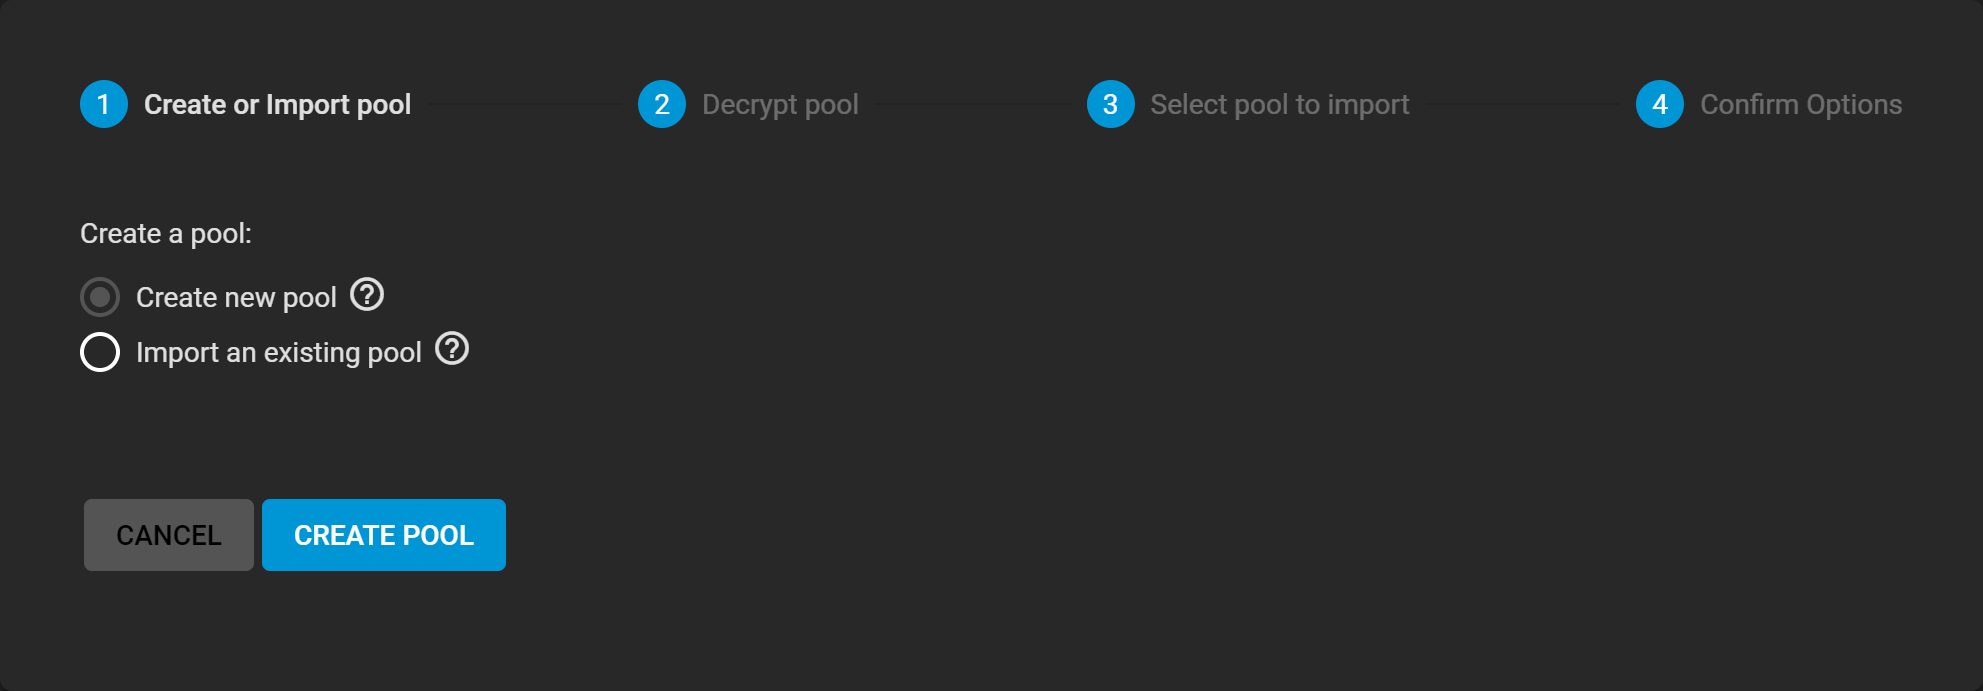 1 Create or Import pool 2 Decrypt pool 3 Select pool to import 4 Confirm Options
Create a pool:
Create new pool ?
Import an existing pool ?
CANCEL CREATE POOL